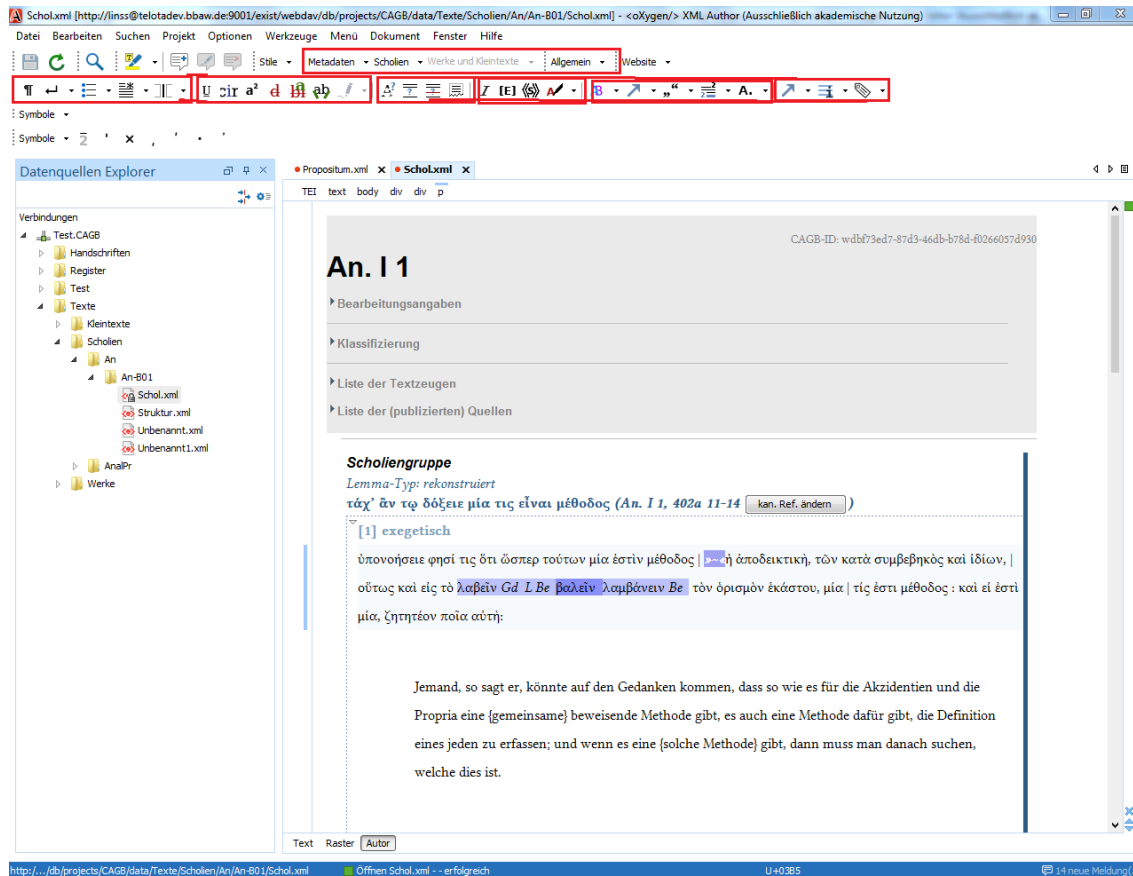 Schol.xml [http://linss@telotadev.bbaw.de:9001/exist/webdav/db/projects/CAGB/data/Texte/Scholien/An/An-B01/Schol.xml] - <oXygen/> XML Author (Ausschließlich akademische Nutzung)
Datei Bearbeiten Suchen Projekt Optionen Werkzeuge Menü Dokument Fenster Hilfe
Stile Metadaten Scholien Werke und Kleintexte Allgemein Website
Symbole
Symbole
Datenquellen Explorer
Propositum.xml Schol.xml
TEI text body div div p
Verbindungen
Test.CAGB
Handschriften
Register
Test
Texte
Kleintexte
Scholien
An
An-B01
Schol.xml
Struktur.xml
Unbenannt.xml
Unbenannt1.xml
AnalPr
Werke
CAGB-ID: wdbf73ed7-87d3-46db-b78d-f0266057d930
An. I 1
Bearbeitungsangaben
Klassifizierung
Liste der Textzeugen
Liste der (publizierten) Quellen
Scholiengruppe
Lemma-Typ: rekonstruiert
τάχ’ ἂν τῳ δόξειε μία τις εἶναι μέθοδος (An. I 1, 402a 11-14 kan. Ref. ändern )
[1] exegetisch
ὑπονοήσειε φησί τις ὅτι ὥσπερ τούτων μία ἐστὶν μέθοδος | ἡ ἀποδεικτική, τῶν κατὰ συμβεβηκὸς καὶ ἰδίων, |
οὕτως καὶ εἰς τὸ λαβεῖν Gd L Be βαλεῖν λαμβάνειν Be τὸν ὁρισμὸν ἑκάστου, μία | τίς ἐστι μέθοδος : καὶ εἰ ἐστὶ
μία, ζητητέον ποῖα αὐτὴ:
Jemand, so sagt er, könnte auf den Gedanken kommen, dass so wie es für die Akzidentien und die
Propria eine {gemeinsame} beweisende Methode gibt, es auch eine Methode dafür gibt, die Definition
eines jeden zu erfassen; und wenn es eine {solche Methode} gibt, dann muss man danach suchen,
welche dies ist.
Text Raster Autor
http:/.../db/projects/CAGB/data/Texte/Scholien/An/An-B01/Schol.xml Öffnen Schol.xml - - erfolgreich U+03B5 14 neue Meldung(